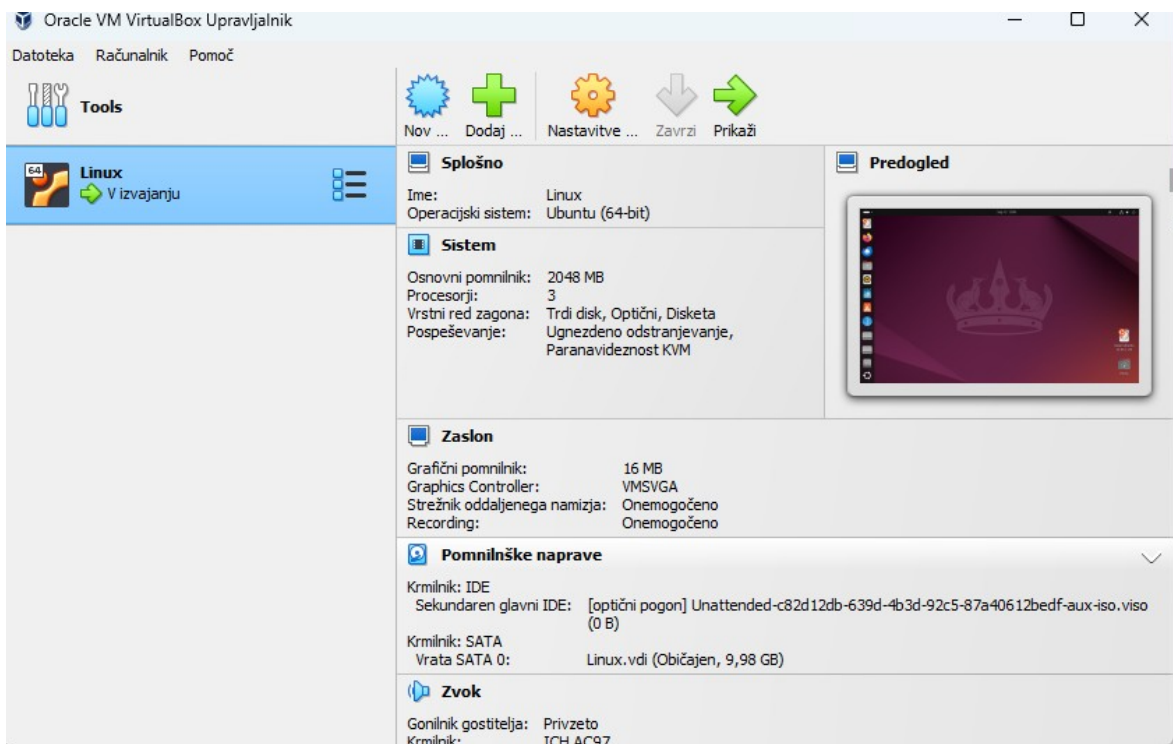 Oracle VM VirtualBox Upravljalnik
Datoteka Računalnik Pomoč
Tools
Nov ... Dodaj ... Nastavitve ... Zavrzi Prikaži
64
Linux
V izvajanju
Splošno
Ime: Linux
Operacijski sistem: Ubuntu (64-bit)
Predogled
Sistem
Osnovni pomnilnik: 2048 MB
Procesorji: 3
Vrstni red zagona: Trdi disk, Optični, Disketa
Pospeševanje: Ugnezdeno odstranjevanje,
Paranavideznost KVM
Zaslon
Grafični pomnilnik: 16 MB
Graphics Controller: VMSVGA
Strežnik oddaljenega namizja: Onemogočeno
Recording: Onemogočeno
Pomnilnške naprave
Krmilnik: IDE
Sekundaren glavni IDE: [optični pogon] Unattended-c82d12db-639d-4b3d-92c5-87a40612bedf-aux-iso.viso
(0 B)
Krmilnik: SATA
Vrata SATA 0: Linux.vdi (Običajen, 9,98 GB)
Zvok
Gonilnik gostitelja: Privzeto
Krmilnik: ICH AC97